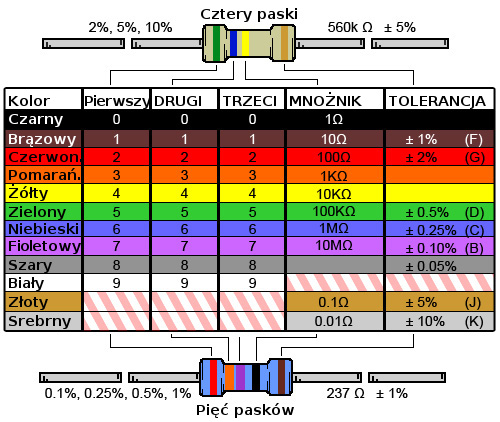 Cztery paski
2%, 5%, 10%
560k Ω ± 5%
Kolor Pierwszy DRUGI TRZECI MNOŻNIK TOLERANCJA
Czarny 0 0 0 1Ω
Brązowy 1 1 1 10Ω ± 1% (F)
Czerwon. 2 2 2 100Ω ± 2% (G)
Pomarań. 3 3 3 1KΩ
Żółty 4 4 4 10KΩ
Zielony 5 5 5 100KΩ ± 0.5% (D)
Niebieski 6 6 6 1MΩ ± 0.25% (C)
Fioletowy 7 7 7 10MΩ ± 0.10% (B)
Szary 8 8 8 ± 0.05%
Biały 9 9 9
Złoty 0.1Ω ± 5% (J)
Srebrny 0.01Ω ± 10% (K)
0.1%, 0.25%, 0.5%, 1%
237 Ω ± 1%
Pięć pasków